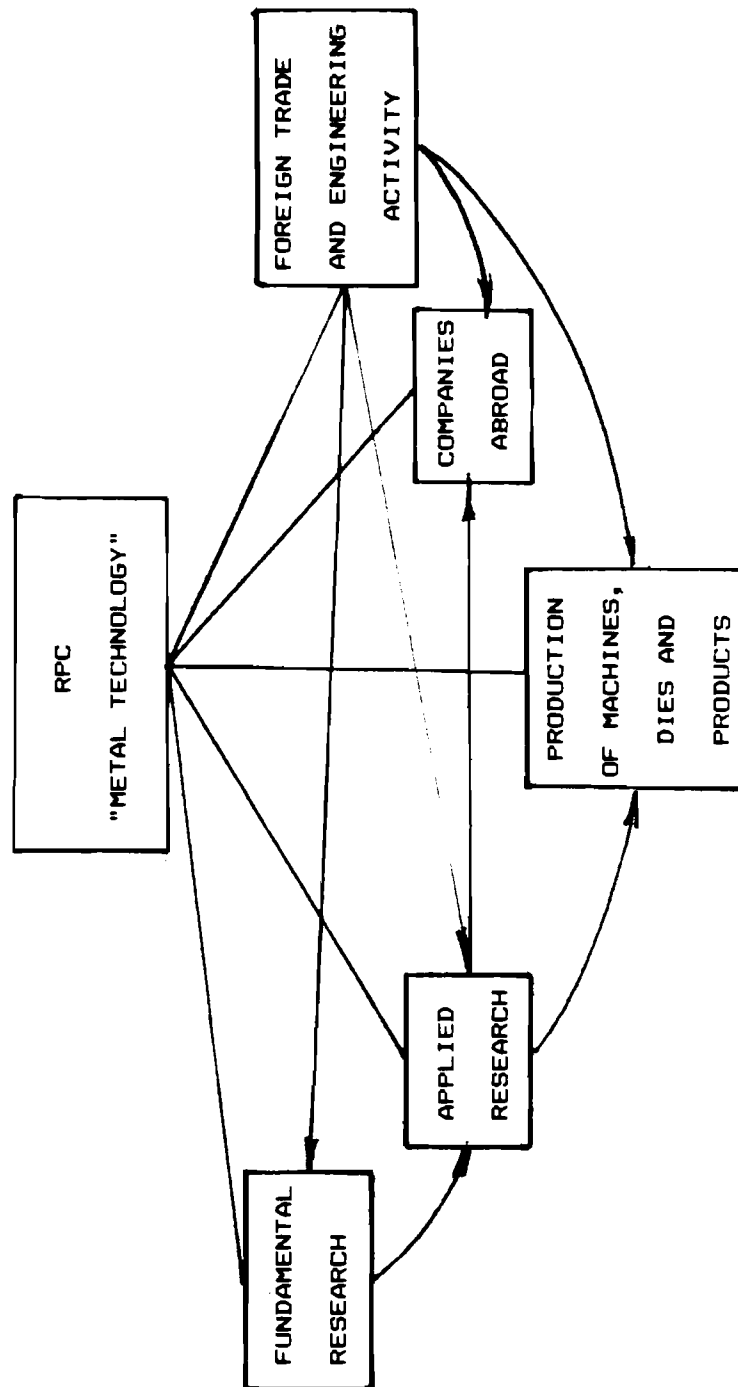 RPC
"METAL TECHNOLOGY"
FUNDAMENTAL
RESEARCH
APPLIED
RESEARCH
PRODUCTION
OF MACHINES,
DIES AND
PRODUCTS
COMPANIES
ABROAD
FOREIGN TRADE
AND ENGINEERING
ACTIVITY